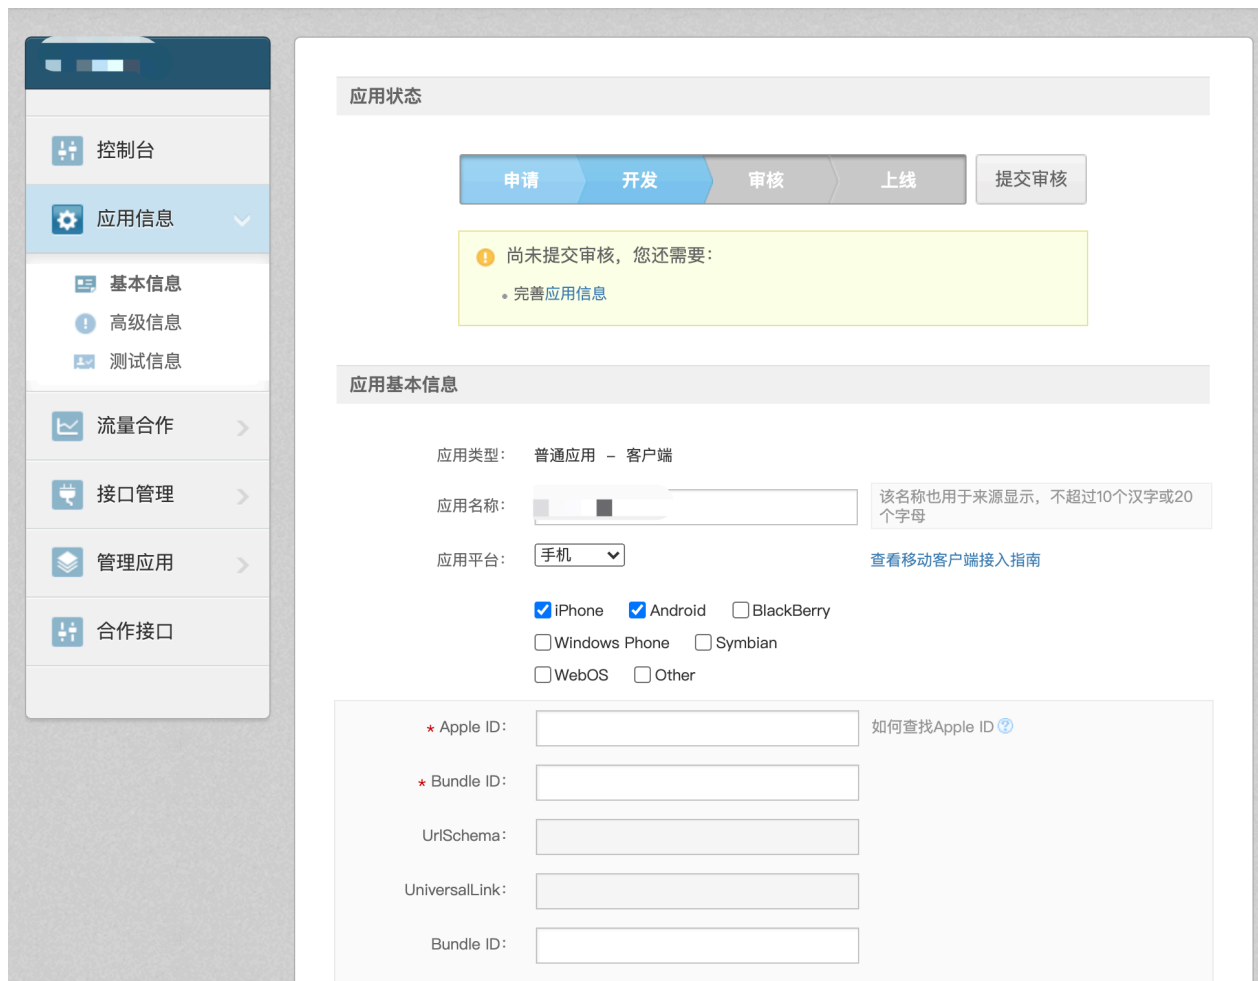 控制台
应用信息
基本信息
高级信息
测试信息
流量合作
接口管理
管理应用
合作接口
应用状态
申请 开发 审核 上线 提交审核
尚未提交审核，您还需要：
完善应用信息
应用基本信息
应用类型： 普通应用 – 客户端
应用名称： 该名称也用于来源显示，不超过10个汉字或20
个字母
应用平台： 手机 查看移动客户端接入指南
iPhone Android BlackBerry
Windows Phone Symbian
WebOS Other
* Apple ID： 如何查找Apple ID ?
* Bundle ID：
UrlSchema：
UniversalLink：
Bundle ID：